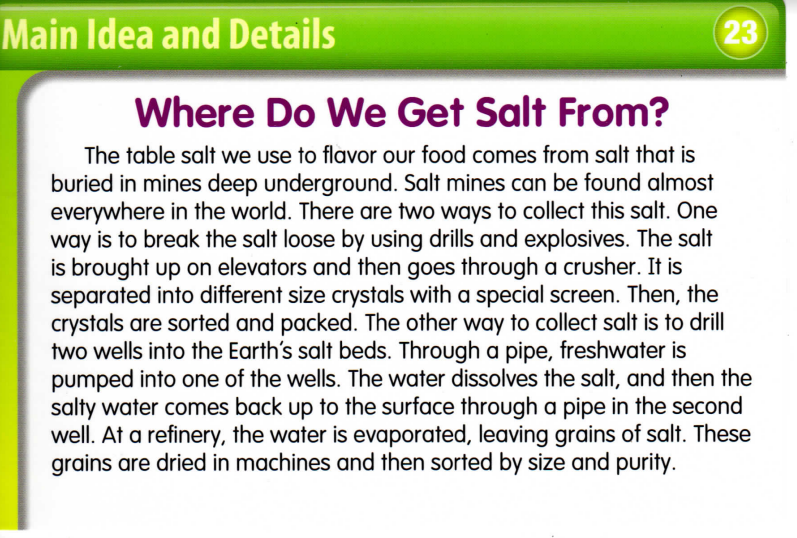 Main Idea and Details
23
Where Do We Get Salt From?
The table salt we use to flavor our food comes from salt that is
buried in mines deep underground. Salt mines can be found almost
everywhere in the world. There are two ways to collect this salt. One
way is to break the salt loose by using drills and explosives. The salt
is brought up on elevators and then goes through a crusher. It is
separated into different size crystals with a special screen. Then, the
crystals are sorted and packed. The other way to collect salt is to drill
two wells into the Earth's salt beds. Through a pipe, freshwater is
pumped into one of the wells. The water dissolves the salt, and then the
salty water comes back up to the surface through a pipe in the second
well. At a refinery, the water is evaporated, leaving grains of salt. These
grains are dried in machines and then sorted by size and purity.